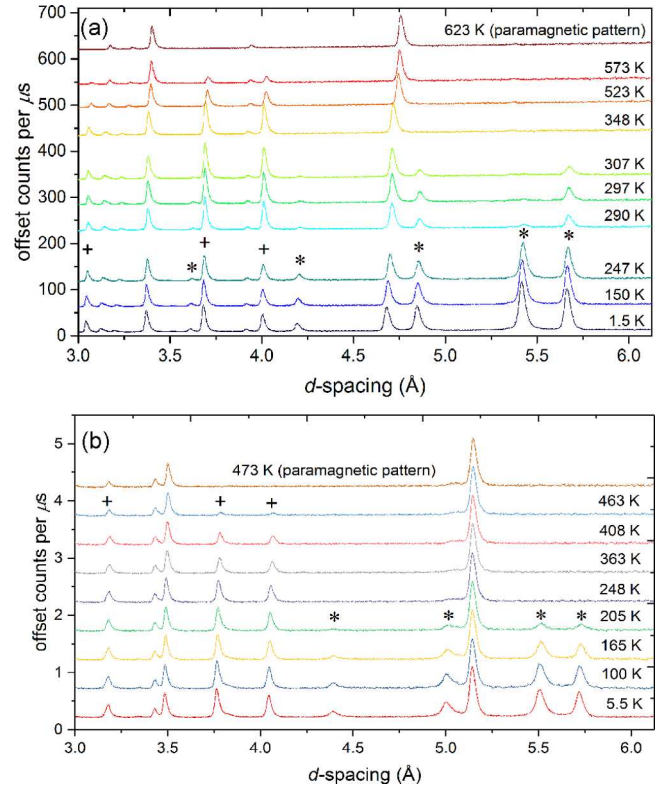 (a)
700
600
500
400
300
200
100
0
offset counts per μs
623 K (paramagnetic pattern)
573 K
523 K
348 K
307 K
297 K
290 K
+ * + + * * * *
247 K
150 K
1.5 K
3.0 3.5 4.0 4.5 5.0 5.5 6.0
d-spacing (Å)
(b)
5
4
3
2
1
0
offset counts per μs
473 K (paramagnetic pattern)
+ + +
463 K
408 K
363 K
248 K
* * * *
205 K
165 K
100 K
5.5 K
3.0 3.5 4.0 4.5 5.0 5.5 6.0
d-spacing (Å)